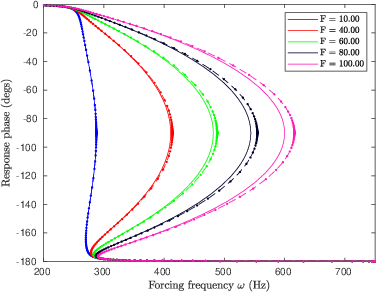 0
-20
-40
-60
-80
-100
-120
-140
-160
-180
Response phase (degs)
F = 10.00
F = 40.00
F = 60.00
F = 80.00
F = 100.00
200
300
400
500
600
700
Forcing frequency ω (Hz)